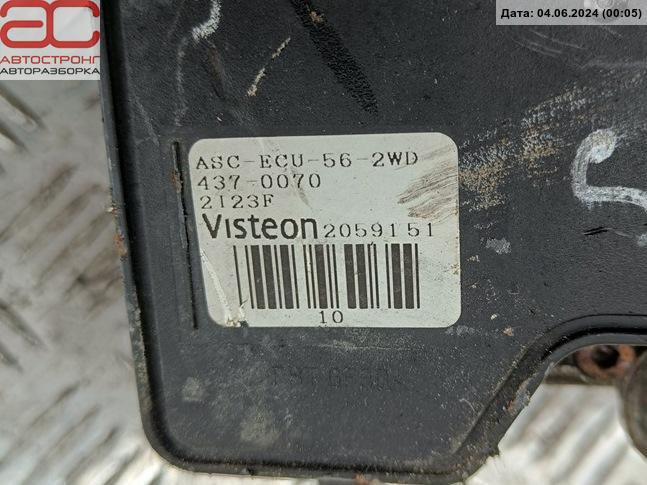 Дата: 04.06.2024 (00:05)
АС
АВТОСТРОНГ
АВТОРАЗБОРКА
ASC-ECU-56-2WD
437-0070
2123F
Visteon 2059151
10